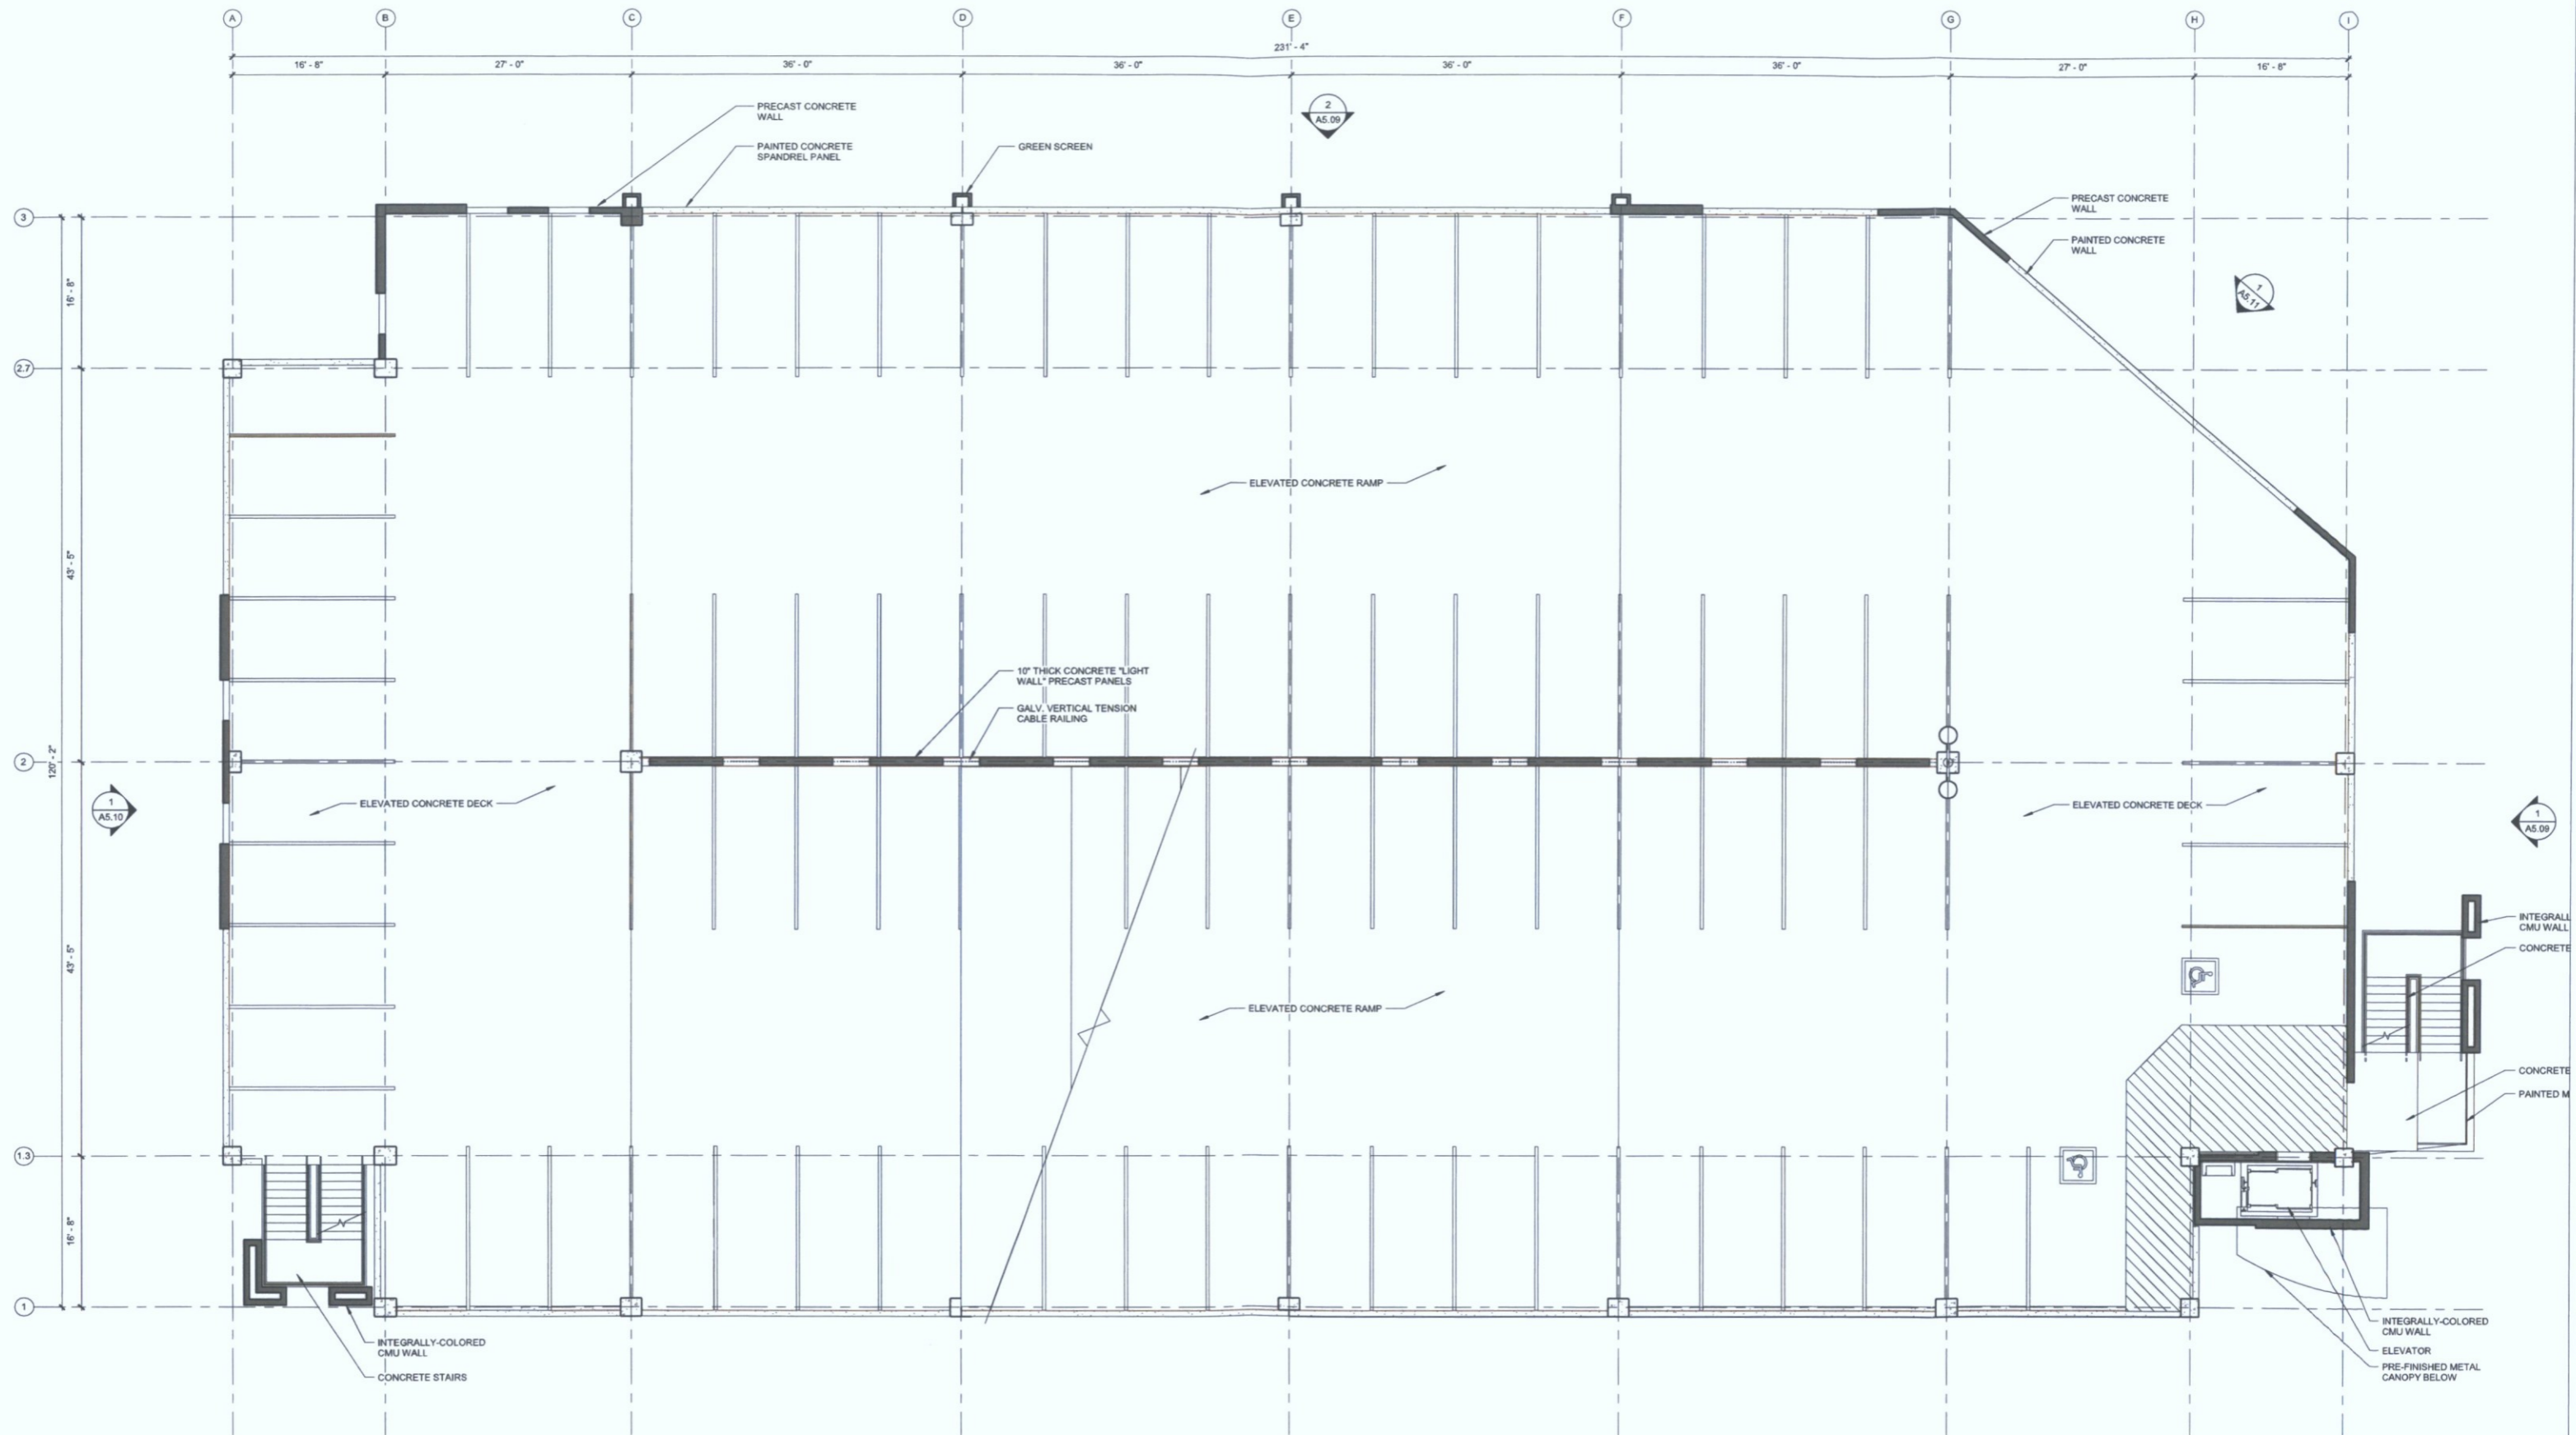 A B C D E F G H I
231' - 4"
16' - 8" 27' - 0" 36' - 0" 36' - 0" 36' - 0" 36' - 0" 27' - 0" 16' - 8"
PRECAST CONCRETE
WALL
2
A5.09
PAINTED CONCRETE
SPANDREL PANEL
GREEN SCREEN
PRECAST CONCRETE
WALL
3
PAINTED CONCRETE
WALL
16' - 8"
1
A5.11
2.7
ELEVATED CONCRETE RAMP
43' - 5"
10" THICK CONCRETE "LIGHT
WALL" PRECAST PANELS
GALV. VERTICAL TENSION
CABLE RAILING
2
120' - 2"
1
A5.10
ELEVATED CONCRETE DECK
ELEVATED CONCRETE DECK
1
A5.09
INTEGRALL
CMU WALL
CONCRETE
43' - 5"
ELEVATED CONCRETE RAMP
CONCRETE
PAINTED M
1.3
16' - 8"
1
INTEGRALLY-COLORED
CMU WALL
CONCRETE STAIRS
INTEGRALLY-COLORED
CMU WALL
ELEVATOR
PRE-FINISHED METAL
CANOPY BELOW